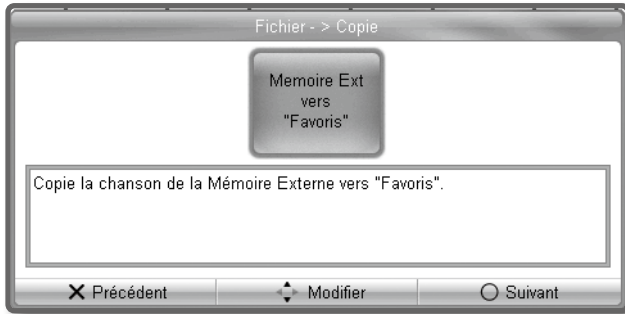 Fichier - > Copie
Memoire Ext
vers
"Favoris"
Copie la chanson de la Mémoire Externe vers "Favoris".
Précédent
Modifier
Suivant